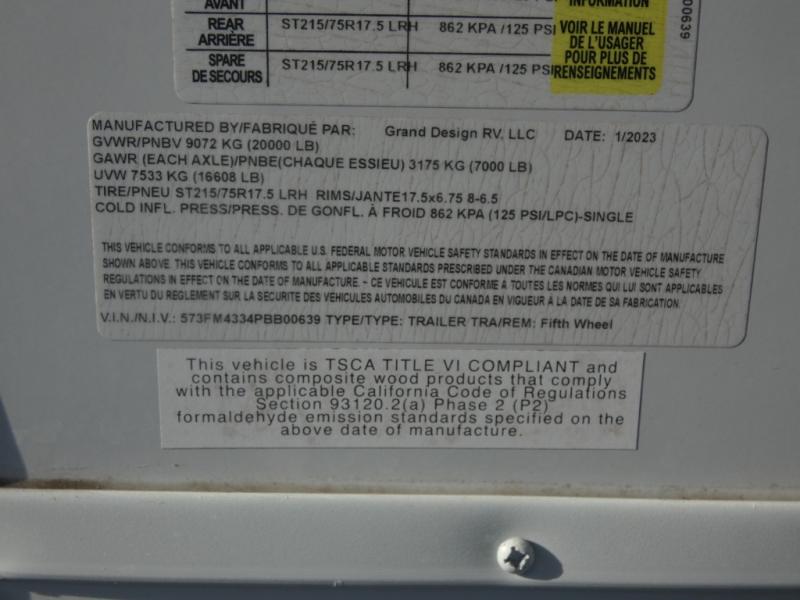 AVANT
INFORMATION
REAR ST215/75R17.5 LRH 862 KPA /125 PSI VOIR LE MANUEL
ARRIÈRE DE L'USAGER
SPARE ST215/75R17.5 LRH 862 KPA /125 PSI POUR PLUS DE
DE SECOURS RENSEIGNEMENTS
00639
MANUFACTURED BY/FABRIQUÉ PAR: Grand Design RV, LLC DATE: 1/2023
GVWR/PNBV 9072 KG (20000 LB)
GAWR (EACH AXLE)/PNBE(CHAQUE ESSIEU) 3175 KG (7000 LB)
UVW 7533 KG (16608 LB)
TIRE/PNEU ST215/75R17.5 LRH RIMS/JANTE17.5x6.75 8-6.5
COLD INFL. PRESS/PRESS. DE GONFL. À FROID 862 KPA (125 PSI/LPC)-SINGLE
THIS VEHICLE CONFORMS TO ALL APPLICABLE U.S. FEDERAL MOTOR VEHICLE SAFETY STANDARDS IN EFFECT ON THE DATE OF MANUFACTURE
SHOWN ABOVE. THIS VEHICLE CONFORMS TO ALL APPLICABLE STANDARDS PRESCRIBED UNDER THE CANADIAN MOTOR VEHICLE SAFETY
REGULATIONS IN EFFECT ON THE DATE OF MANUFACTURE. - CE VÉHICULE EST CONFORME A TOUTES LES NORMES QUI LUI SONT APPLICABLES
EN VERTU DU REGLEMENT SUR LA SECURITE DES VÉHICULES AUTOMOBILES DU CANADA EN VIGUEUR À LA DATE DE SA FABRICATION.
V.I.N./N.I.V.: 573FM4334PBB00639 TYPE/TYPE: TRAILER TRA/REM: Fifth Wheel
This vehicle is TSCA TITLE VI COMPLIANT and
contains composite wood products that comply
with the applicable California Code of Regulations
Section 93120.2(a) Phase 2 (P2)
formaldehyde emission standards specified on the
above date of manufacture.